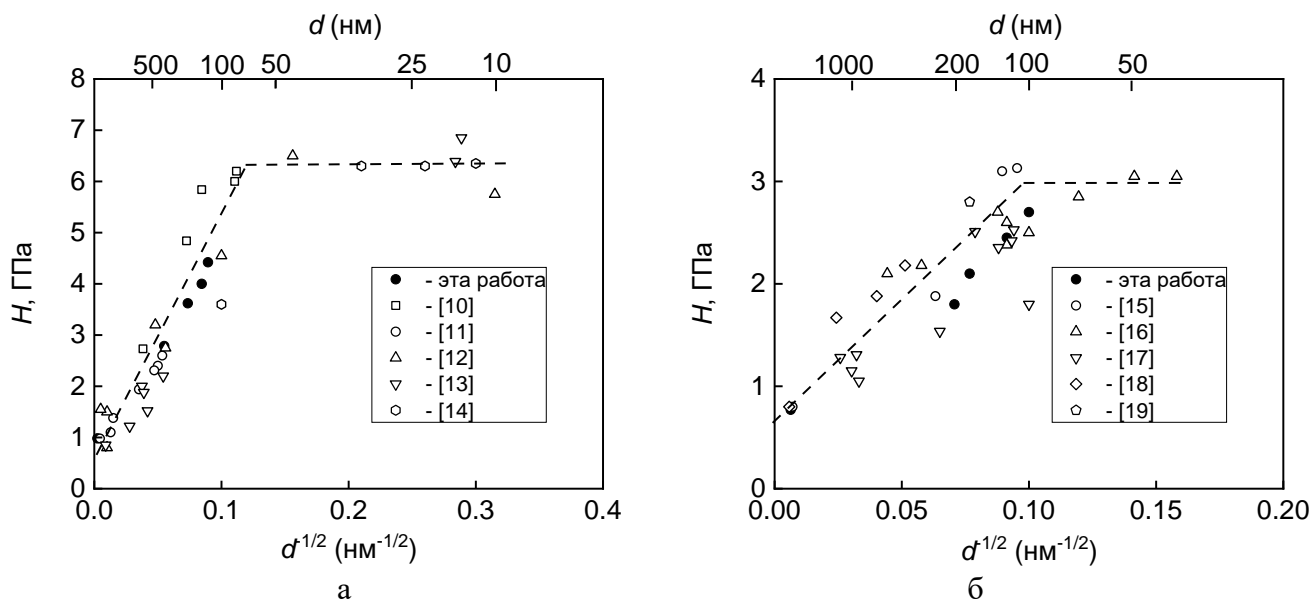 d (нм)
500 100 50 25 10
8
7
6
5
4
3
2
1
0
H, ГПа
- эта работа
- [10]
- [11]
- [12]
- [13]
- [14]
0.0 0.1 0.2 0.3 0.4
d-1/2 (нм-1/2)
а
d (нм)
1000 200 100 50
4
3
2
1
0
H, ГПа
- эта работа
- [15]
- [16]
- [17]
- [18]
- [19]
0.00 0.05 0.10 0.15 0.20
d-1/2 (нм-1/2)
б